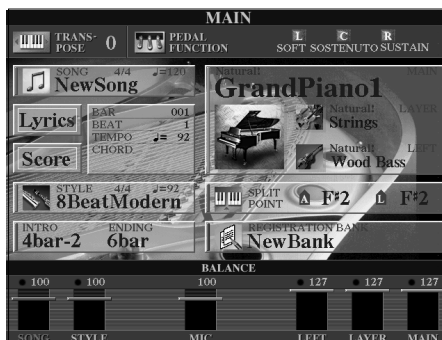 MAIN
TRANS-
POSE 0
PEDAL
FUNCTION
L C R
SOFT SOSTENUTO SUSTAIN
SONG 4/4 ♩=120
NewSong
Lyrics
Score
BAR 001
BEAT 1
TEMPO ♩= 92
CHORD
Natural! MAIN
GrandPiano1
Natural! LAYER
Strings
Natural! LEFT
Wood Bass
STYLE 4/4 ♩=92
8BeatModern
SPLIT
POINT A F♯2 L F♯2
INTRO ENDING
4bar-2 6bar
REGISTRATION BANK
NewBank
BALANCE
100 100 100 127 127 127
SONG STYLE MIC LEFT LAYER MAIN